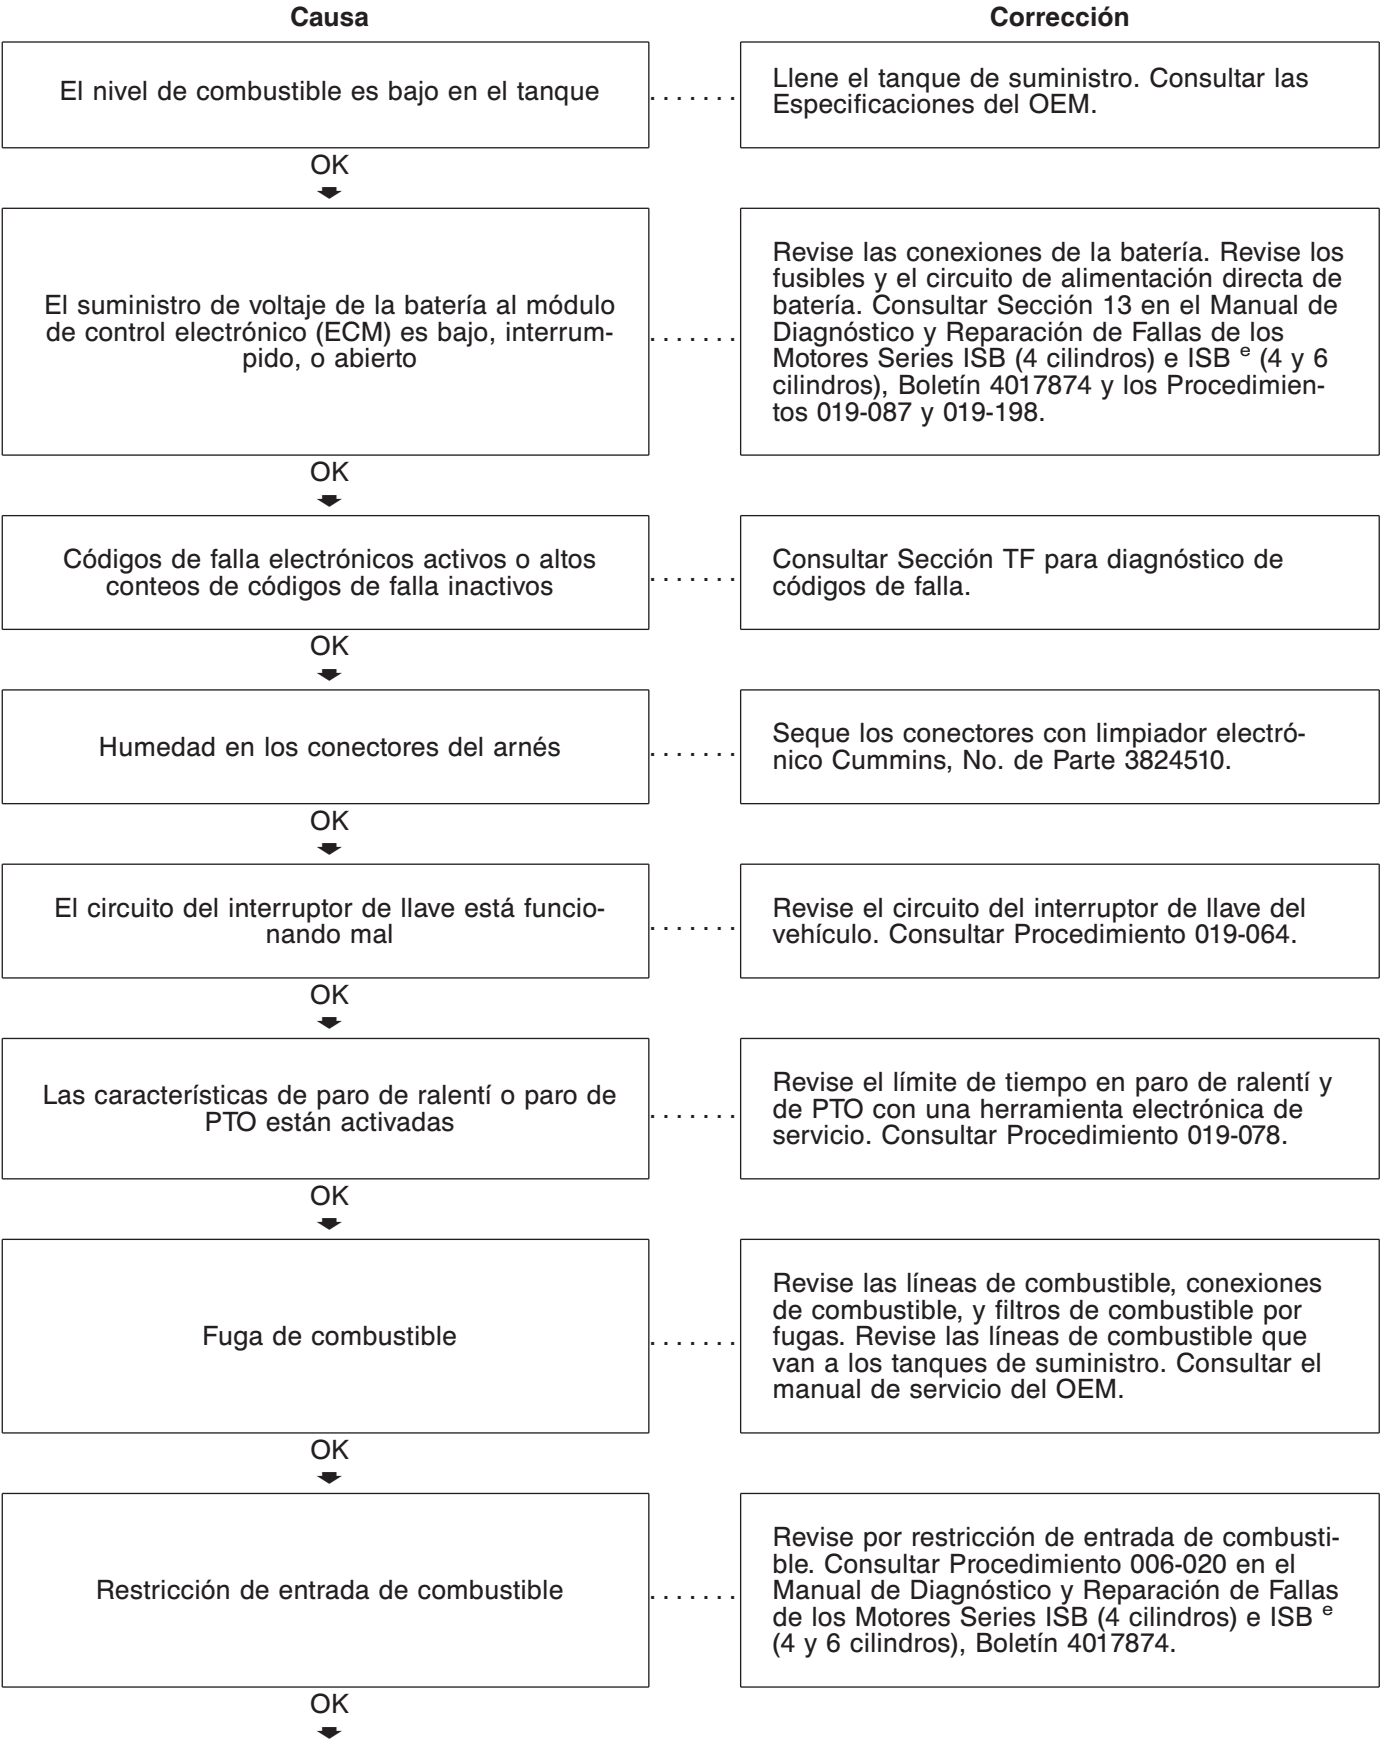 Causa
Corrección
El nivel de combustible es bajo en el tanque
.......
Llene el tanque de suministro. Consultar las
Especificaciones del OEM.
OK
El suministro de voltaje de la batería al módulo
de control electrónico (ECM) es bajo, interrum-
pido, o abierto
.......
Revise las conexiones de la batería. Revise los
fusibles y el circuito de alimentación directa de
batería. Consultar Sección 13 en el Manual de
Diagnóstico y Reparación de Fallas de los
Motores Series ISB (4 cilindros) e ISB e (4 y 6
cilindros), Boletín 4017874 y los Procedimien-
tos 019-087 y 019-198.
OK
Códigos de falla electrónicos activos o altos
conteos de códigos de falla inactivos
.......
Consultar Sección TF para diagnóstico de
códigos de falla.
OK
Humedad en los conectores del arnés
.......
Seque los conectores con limpiador electró-
nico Cummins, No. de Parte 3824510.
OK
El circuito del interruptor de llave está funcio-
nando mal
.......
Revise el circuito del interruptor de llave del
vehículo. Consultar Procedimiento 019-064.
OK
Las características de paro de ralentí o paro de
PTO están activadas
.......
Revise el límite de tiempo en paro de ralentí y
de PTO con una herramienta electrónica de
servicio. Consultar Procedimiento 019-078.
OK
Fuga de combustible
.......
Revise las líneas de combustible, conexiones
de combustible, y filtros de combustible por
fugas. Revise las líneas de combustible que
van a los tanques de suministro. Consultar el
manual de servicio del OEM.
OK
Restricción de entrada de combustible
.......
Revise por restricción de entrada de combusti-
ble. Consultar Procedimiento 006-020 en el
Manual de Diagnóstico y Reparación de Fallas
de los Motores Series ISB (4 cilindros) e ISB e
(4 y 6 cilindros), Boletín 4017874.
OK